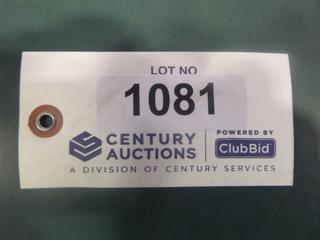 LOT NO
1081
CENTURY
AUCTIONS
POWERED BY
ClubBid
A DIVISION OF CENTURY SERVICES